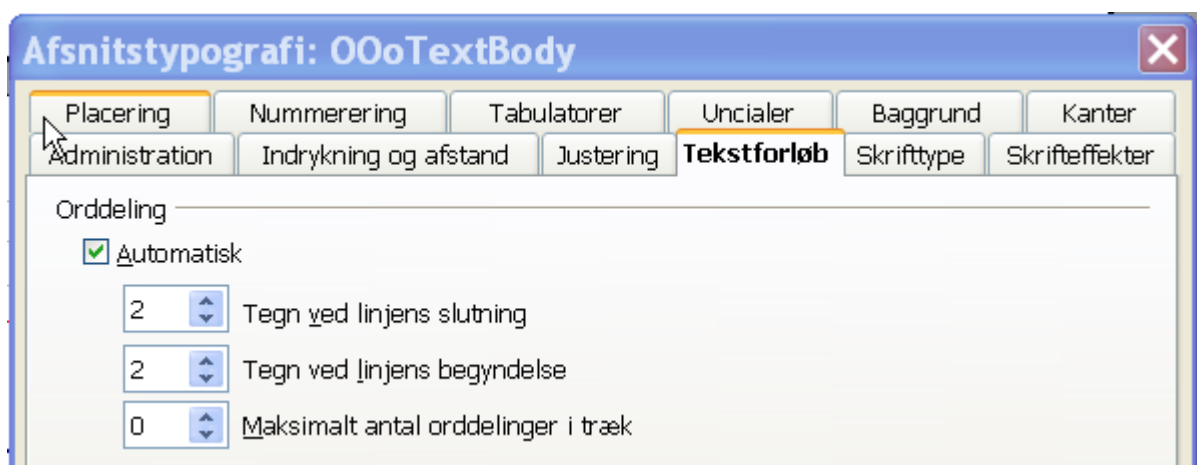 Afsnitstypografi: OOoTextBody
Placering Nummerering Tabulatorer Uncialer Baggrund Kanter
Administration Indrykning og afstand Justering Tekstforløb Skrifttype Skrifteffekter
Orddeling
Automatisk
2 Tegn ved linjens slutning
2 Tegn ved linjens begyndelse
0 Maksimalt antal orddelinger i træk